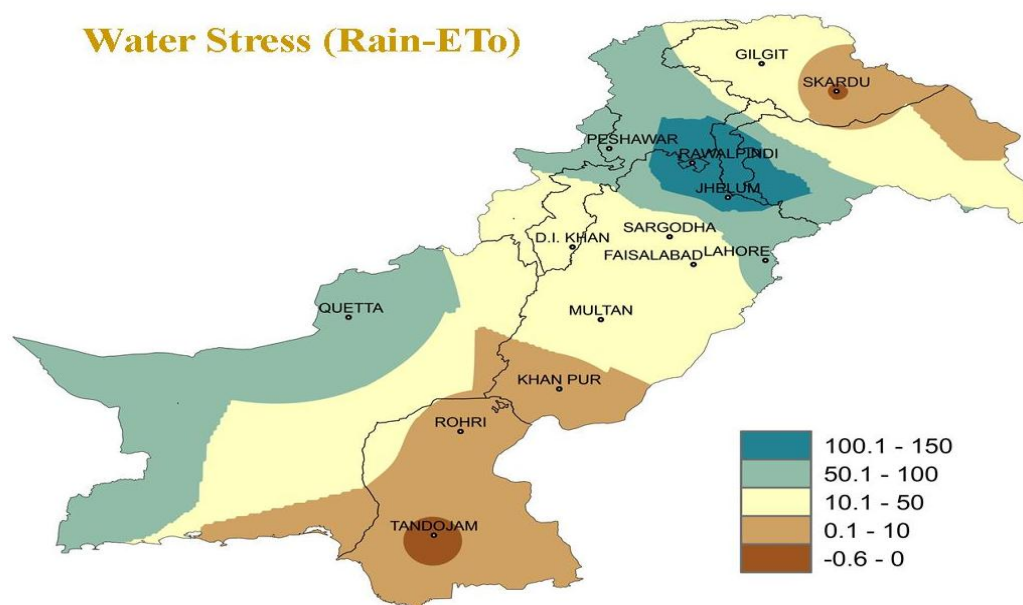 Water Stress (Rain-ETo)
GILGIT
SKARDU
PESHAWAR
RAWALPINDI
JHELUM
SARGODHA
D.I. KHAN
FAISALABAD
LAHORE
QUETTA
MULTAN
KHAN PUR
ROHRI
TANDOJAM
100.1 - 150
50.1 - 100
10.1 - 50
0.1 - 10
-0.6 - 0